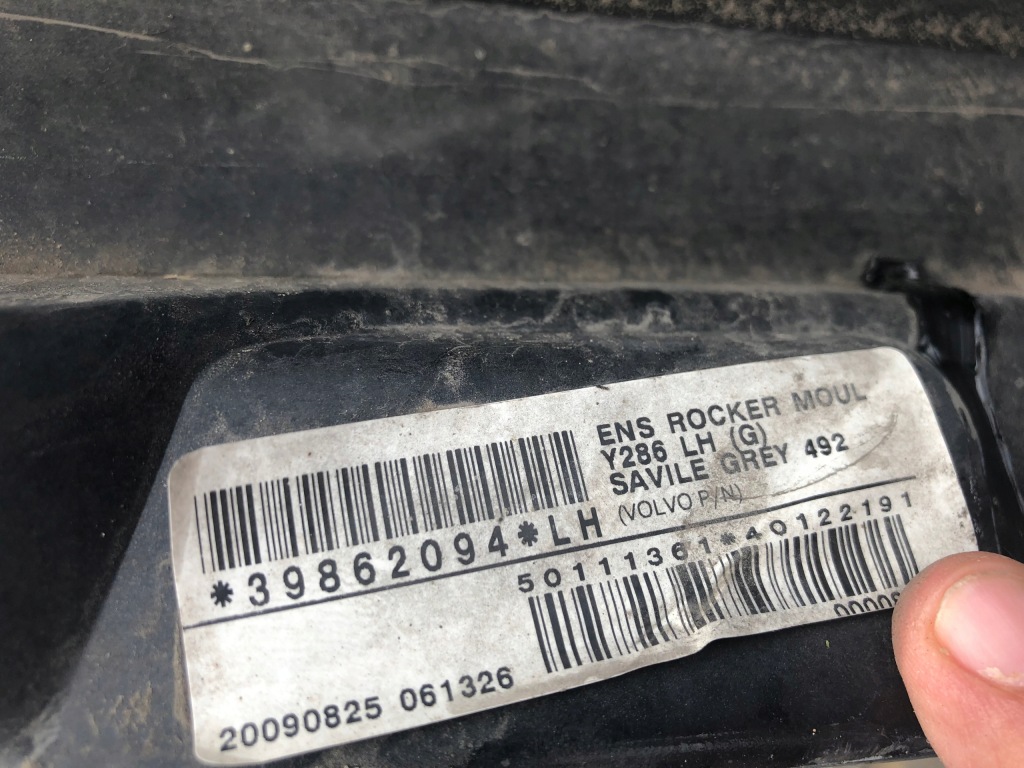 ENS ROCKER MOUL
Y286 LH (G)
SAVILE GREY 492
(VOLVO P/N)
*39862094*LH
50111361*40122191
20090825 061326